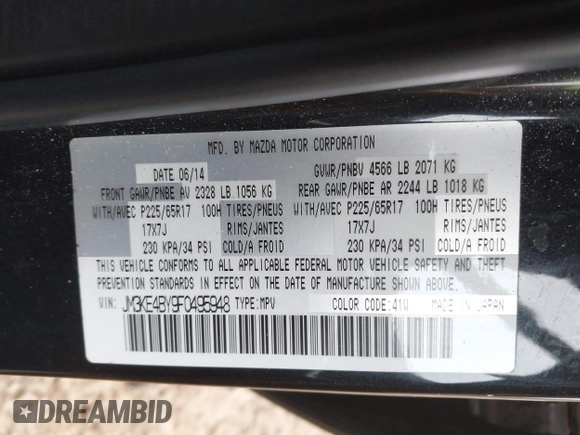 MFD. BY MAZDA MOTOR CORPORATION
DATE 06/14 GVWR/PNBV 4566 LB 2071 KG
FRONT GAWR/PNBE AV 2328 LB 1056 KG REAR GAWR/PNBE AR 2244 LB 1018 KG
WITH/AVEC P225/65R17 100H TIRES/PNEUS WITH/AVEC P225/65R17 100H TIRES/PNEUS
17X7J RIMS/JANTES 17X7J RIMS/JANTES
230 KPA/34 PSI COLD/A FROID 230 KPA/34 PSI COLD/A FROID
THIS VEHICLE CONFORMS TO ALL APPLICABLE FEDERAL MOTOR VEHICLE SAFETY AND THEFT
PREVENTION STANDARDS IN EFFECT ON THE DATE OF MANUFACTURE SHOWN ABOVE.
VIN: JM3KE4BY9F0495948 TYPE:MPV COLOR CODE:41W MADE IN JAPAN
DREAMBID